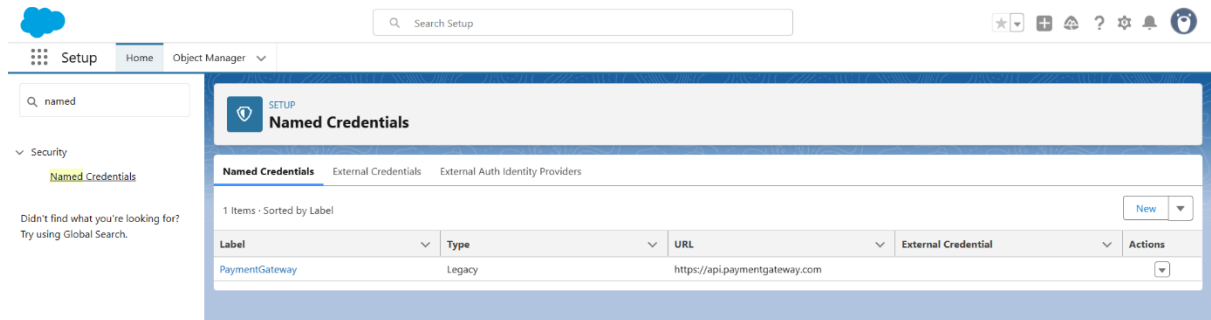 Search Setup
Setup Home Object Manager
named
Security
Named Credentials
Didn't find what you're looking for?
Try using Global Search.
SETUP
Named Credentials
Named Credentials External Credentials External Auth Identity Providers
1 Items · Sorted by Label New
Label Type URL External Credential Actions
PaymentGateway Legacy https://api.paymentgateway.com